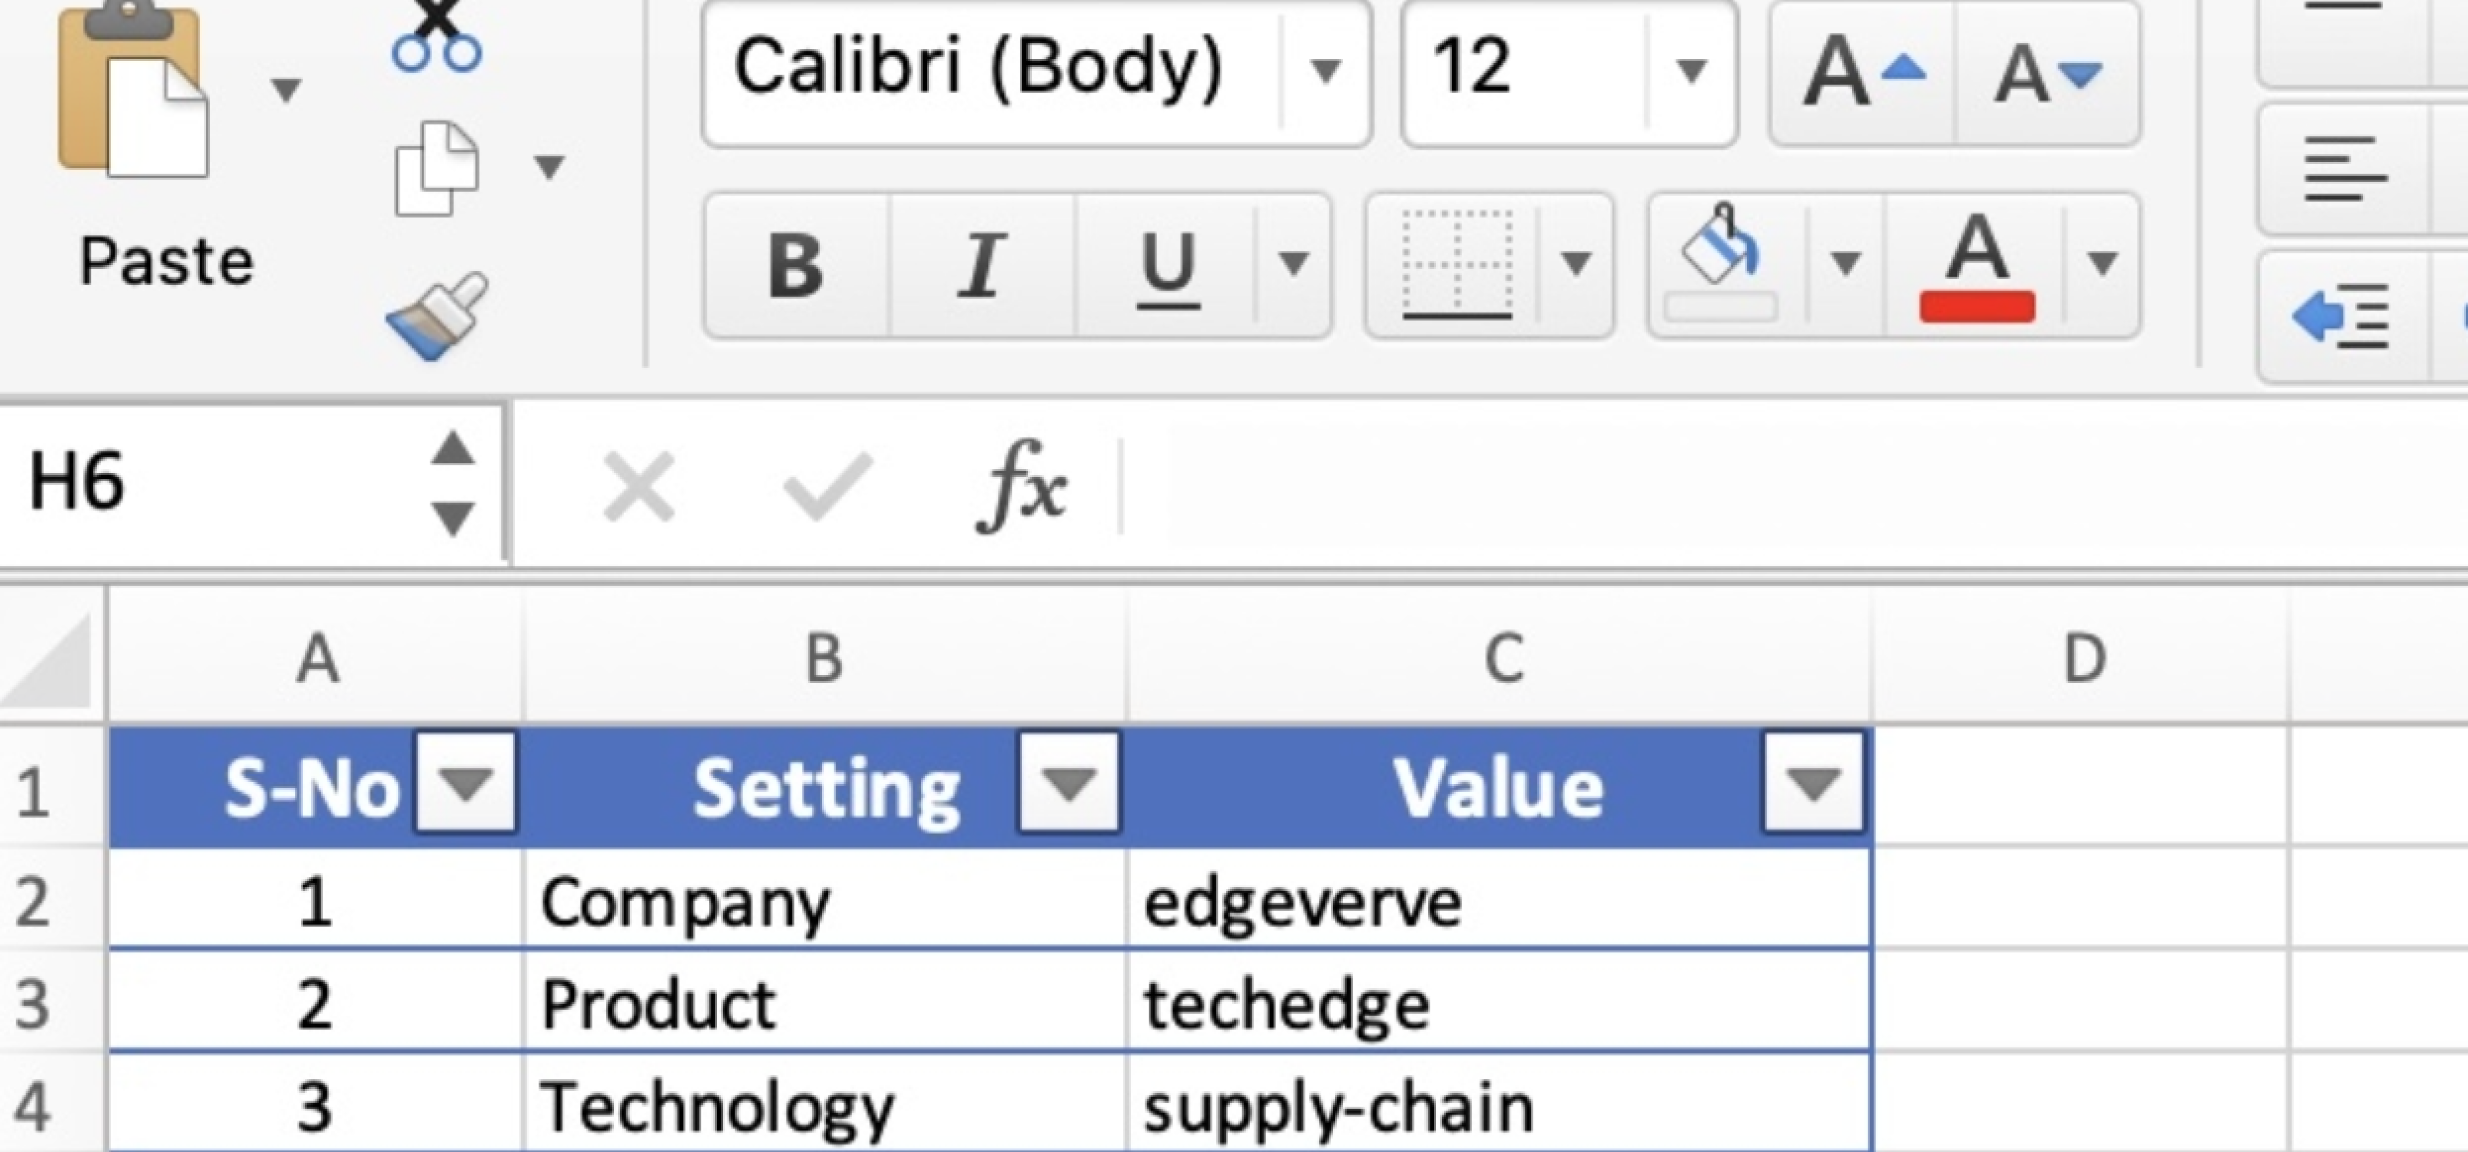 Calibri (Body) 12 A A
Paste
B I U A
H6 fx
A B C D
1 S-No Setting Value
2 1 Company edgeverve
3 2 Product techedge
4 3 Technology supply-chain